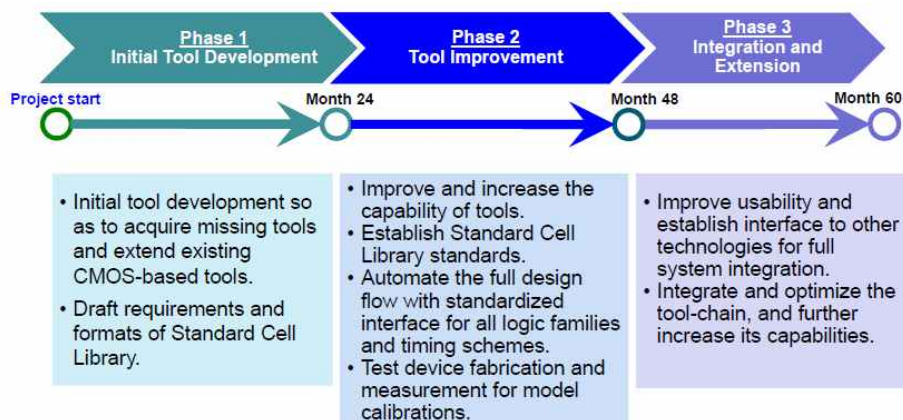 Phase 1
Initial Tool Development
Phase 2
Tool Improvement
Phase 3
Integration and
Extension
Project start
Month 24
Month 48
Month 60
• Initial tool development so
as to acquire missing tools
and extend existing
CMOS-based tools.
• Draft requirements and
formats of Standard Cell
Library.
• Improve and increase the
capability of tools.
• Establish Standard Cell
Library standards.
• Automate the full design
flow with standardized
interface for all logic families
and timing schemes.
• Test device fabrication and
measurement for model
calibrations.
• Improve usability and
establish interface to other
technologies for full
system integration.
• Integrate and optimize the
tool-chain, and further
increase its capabilities.